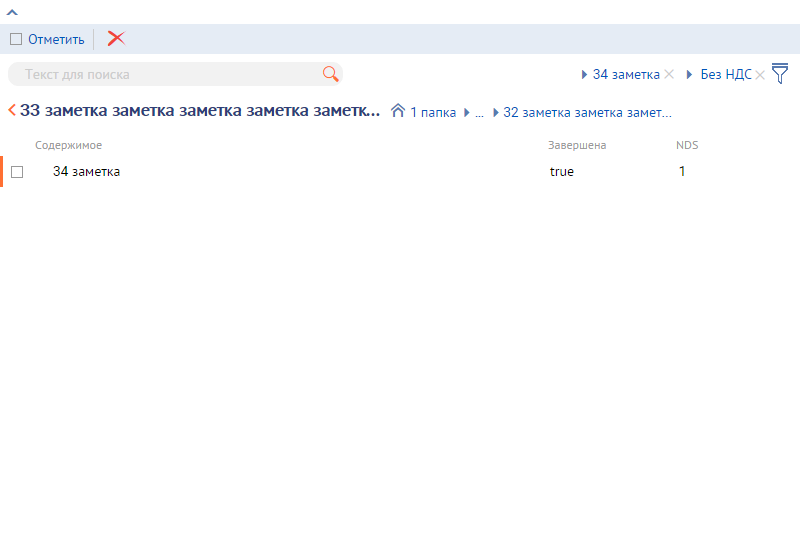 Отметить
Текст для поиска
34 заметка
Без НДС
33 заметка заметка заметка заметка заметк...
1 папка
...
32 заметка заметка замет...
Содержимое Завершена NDS
34 заметка true 1